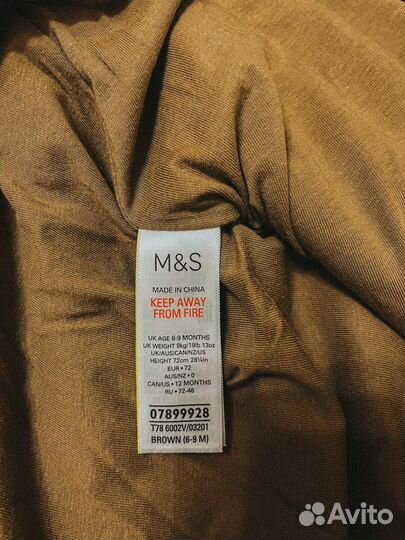 M&S
MADE IN CHINA
KEEP AWAY
FROM FIRE
UK AGE 6-9 MONTHS
UK WEIGHT 9kg/19lb 13oz
UK/AUS/CAN/NZ/US
HEIGHT 72cm 28¼in
EUR • 72
AUS/NZ • 0
CAN/US • 12 MONTHS
RU • 72-46
07899928
T78 6002V/03201
BROWN (6-9 M)
Avito